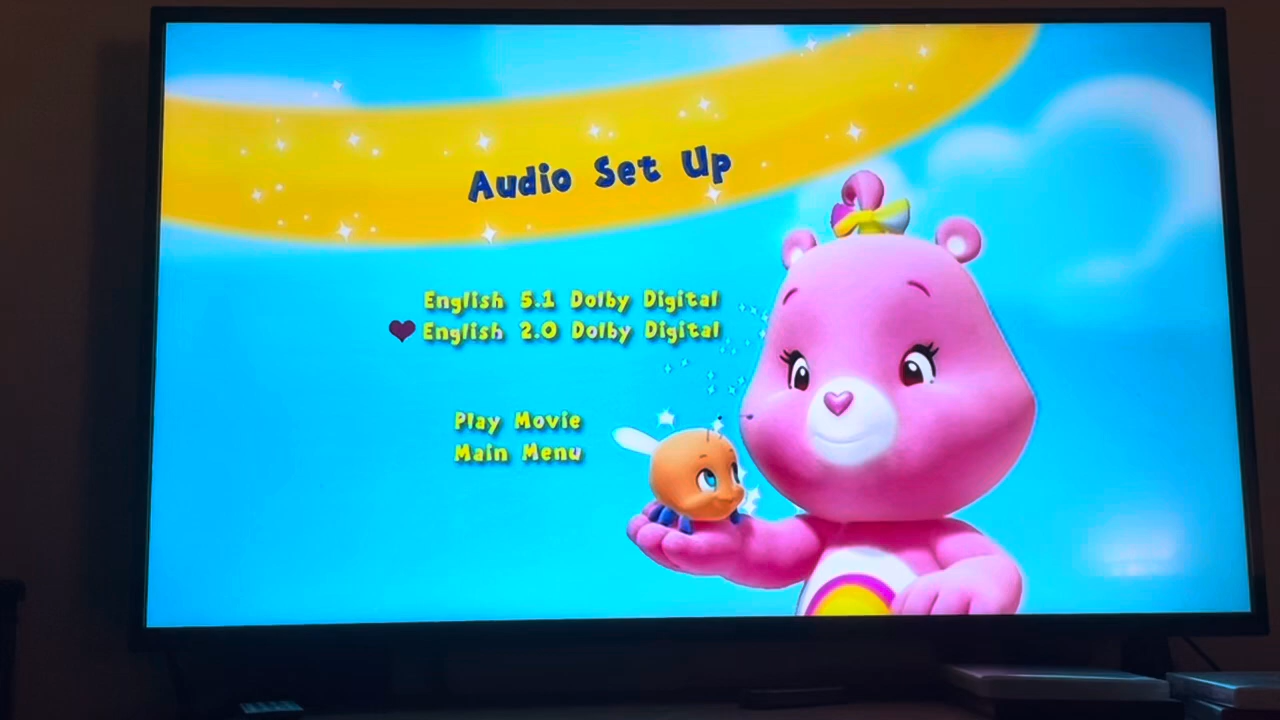 Audio Set Up
English 5.1 Dolby Digital
English 2.0 Dolby Digital
Play Movie
Main Menu